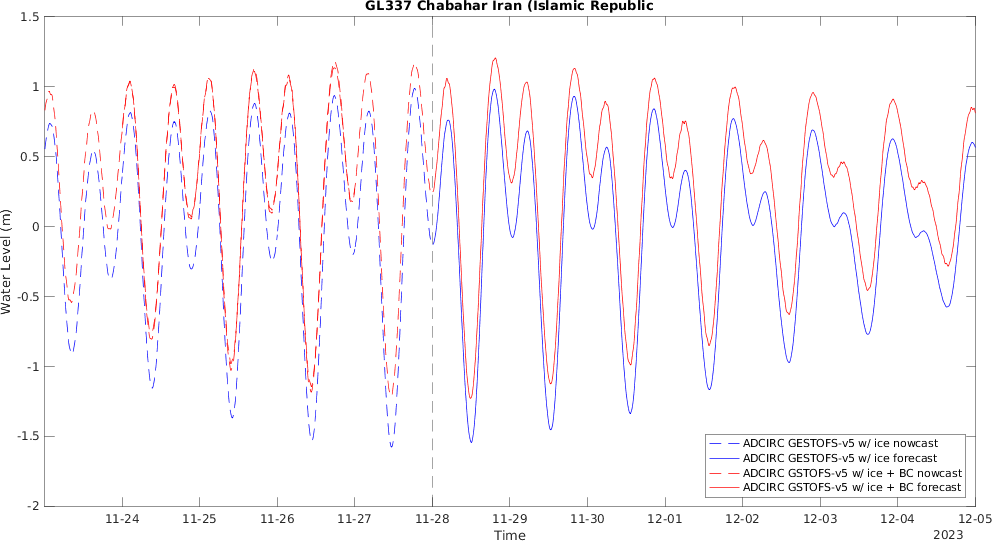 GL337 Chabahar Iran (Islamic Republic
1.5
1
0.5
0
-0.5
-1
-1.5
-2
Water Level (m)
11-24 11-25 11-26 11-27 11-28 11-29 11-30 12-01 12-02 12-03 12-04 12-05
Time
2023
ADCIRC GESTOFS-v5 w/ ice nowcast
ADCIRC GESTOFS-v5 w/ ice forecast
ADCIRC GSTOFS-v5 w/ ice + BC nowcast
ADCIRC GSTOFS-v5 w/ ice + BC forecast